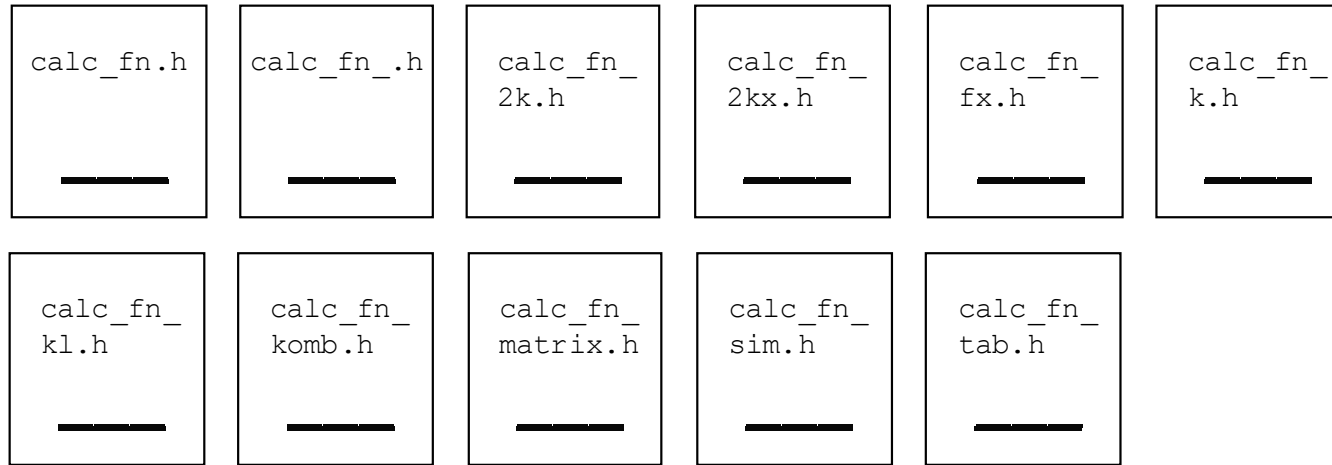 calc_fn.h
calc_fn_.h
calc_fn_
2k.h
calc_fn_
2kx.h
calc_fn_
fx.h
calc_fn_
k.h
calc_fn_
kl.h
calc_fn_
komb.h
calc_fn_
matrix.h
calc_fn_
sim.h
calc_fn_
tab.h